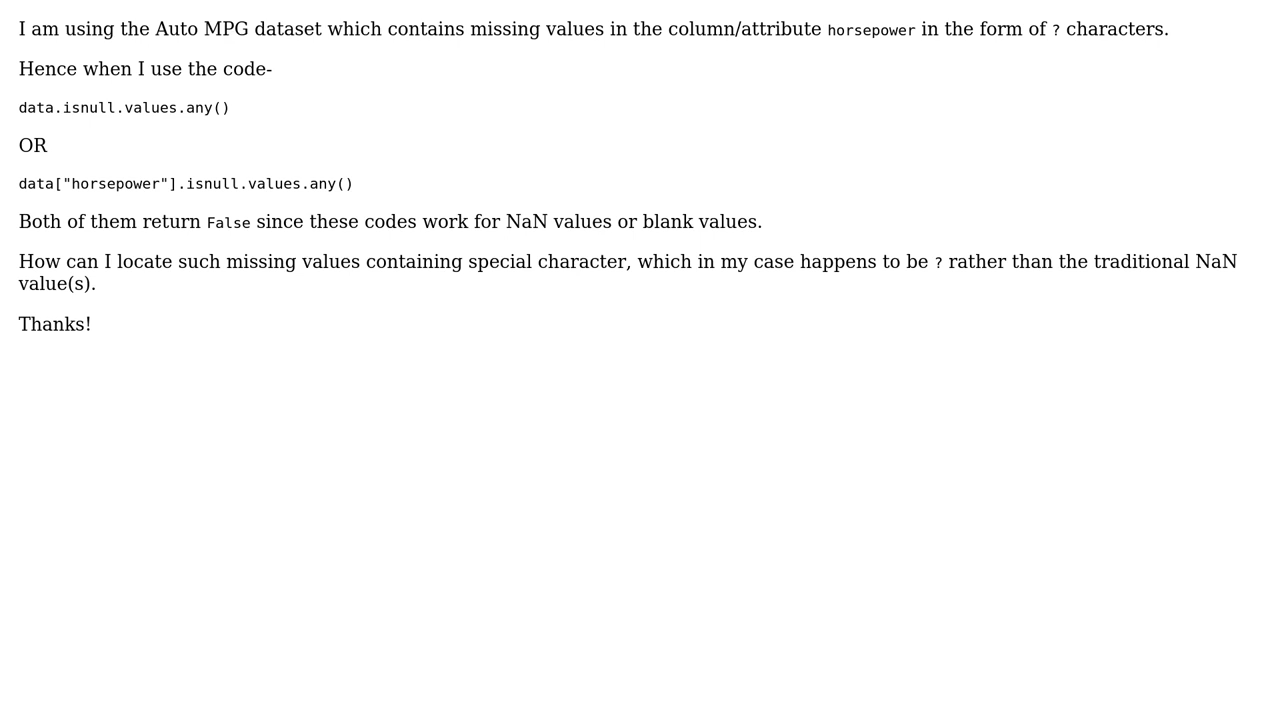 I am using the Auto MPG dataset which contains missing values in the column/attribute horsepower in the form of ? characters.
Hence when I use the code-
data.isnull.values.any()
OR
data["horsepower"].isnull.values.any()
Both of them return False since these codes work for NaN values or blank values.
How can I locate such missing values containing special character, which in my case happens to be ? rather than the traditional NaN
value(s).
Thanks!